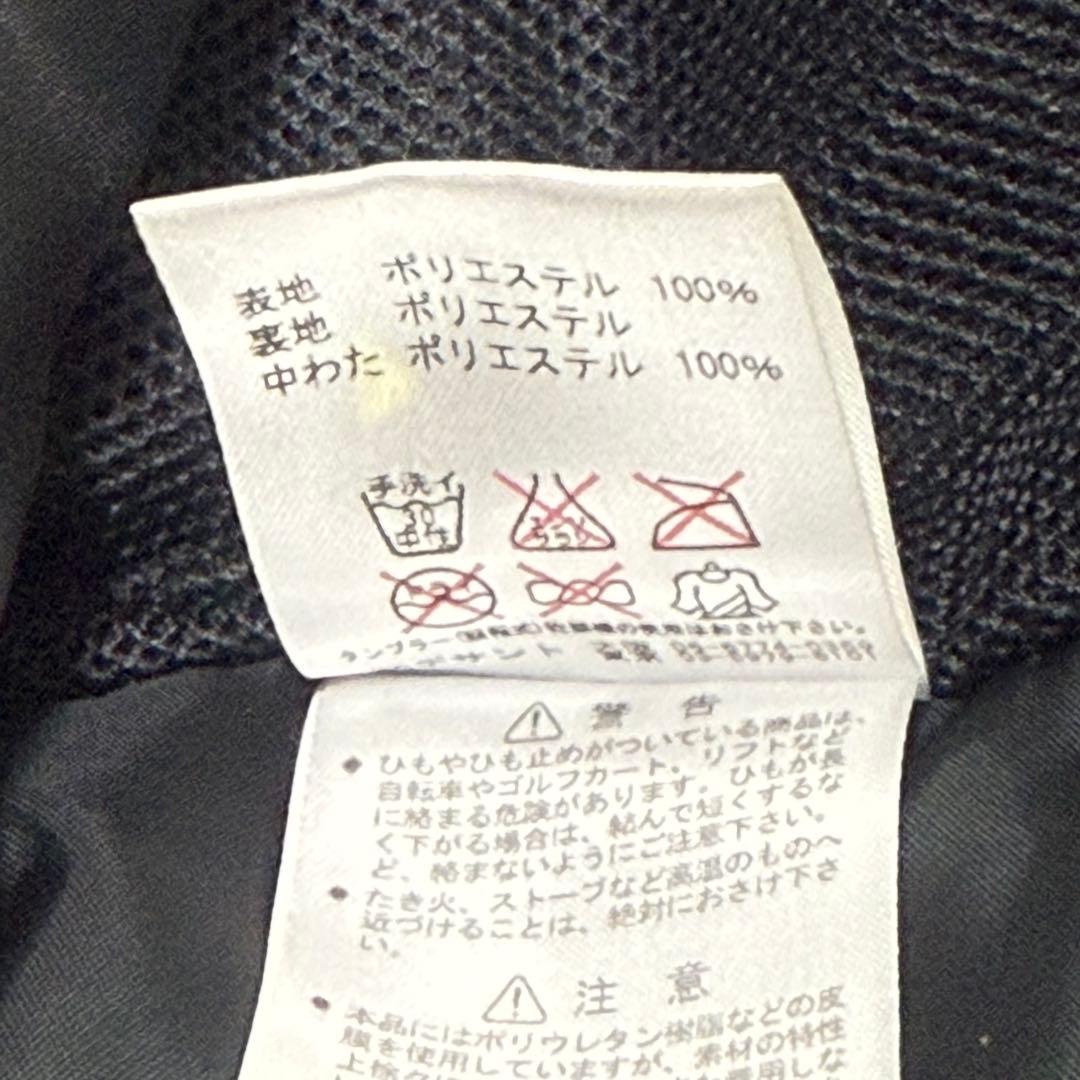 表地 ポリエステル 100%
裏地 ポリエステル
中わた ポリエステル 100%
手洗イ
30
中性
タンブラー(回転式)乾燥機の使用はおさけ下さい。
警 告
● ひもやひも止めがついている商品は、
自転車やゴルフカート、リフトなど
に絡まる危険があります。ひもが長
く下がる場合は、結んで短くするな
ど、絡まないようにご注意下さい。
● たき火、ストーブなど高温のものへ
近づけることは、絶対におさけ下さ
い。
注 意
● 本品にはポリウレタン樹脂などの皮
膜を使用していますが、素材の特性